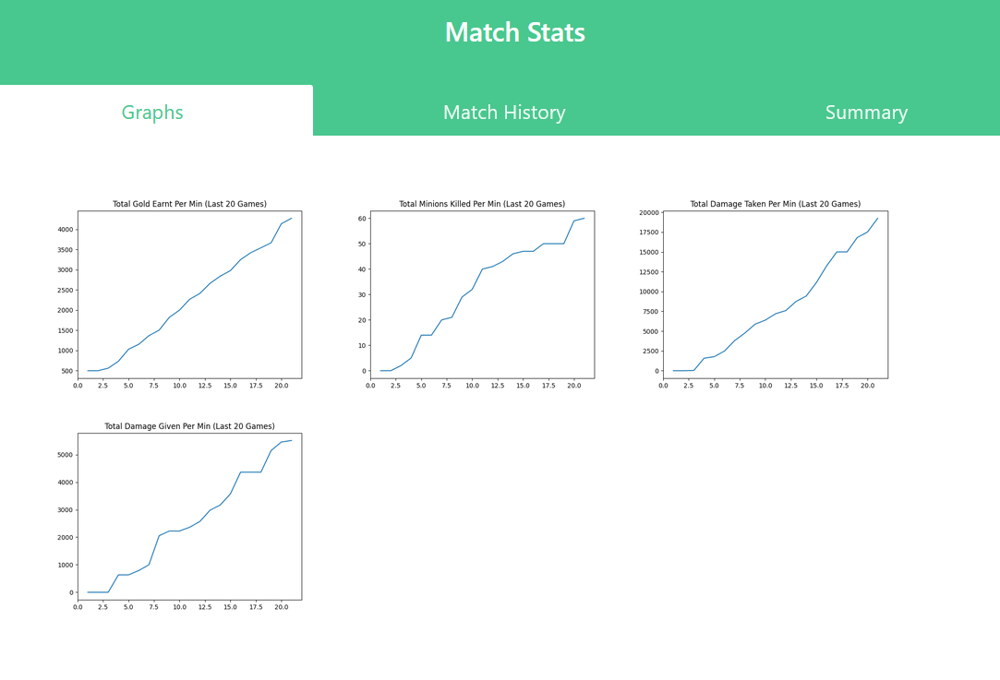 Match Stats
Graphs
Match History
Summary
Total Gold Earnt Per Min (Last 20 Games)
4000
3500
3000
2500
2000
1500
1000
500
0.0 2.5 5.0 7.5 10.0 12.5 15.0 17.5 20.0
Total Minions Killed Per Min (Last 20 Games)
60
50
40
30
20
10
0
0.0 2.5 5.0 7.5 10.0 12.5 15.0 17.5 20.0
Total Damage Taken Per Min (Last 20 Games)
20000
17500
15000
12500
10000
7500
5000
2500
0
0.0 2.5 5.0 7.5 10.0 12.5 15.0 17.5 20.0
Total Damage Given Per Min (Last 20 Games)
5000
4000
3000
2000
1000
0
0.0 2.5 5.0 7.5 10.0 12.5 15.0 17.5 20.0